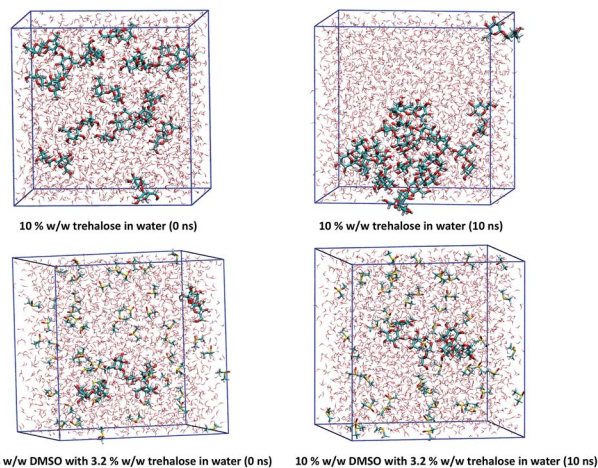 10 % w/w trehalose in water (0 ns)
10 % w/w trehalose in water (10 ns)
w/w DMSO with 3.2 % w/w trehalose in water (0 ns)
10 % w/w DMSO with 3.2 % w/w trehalose in water (10 ns)